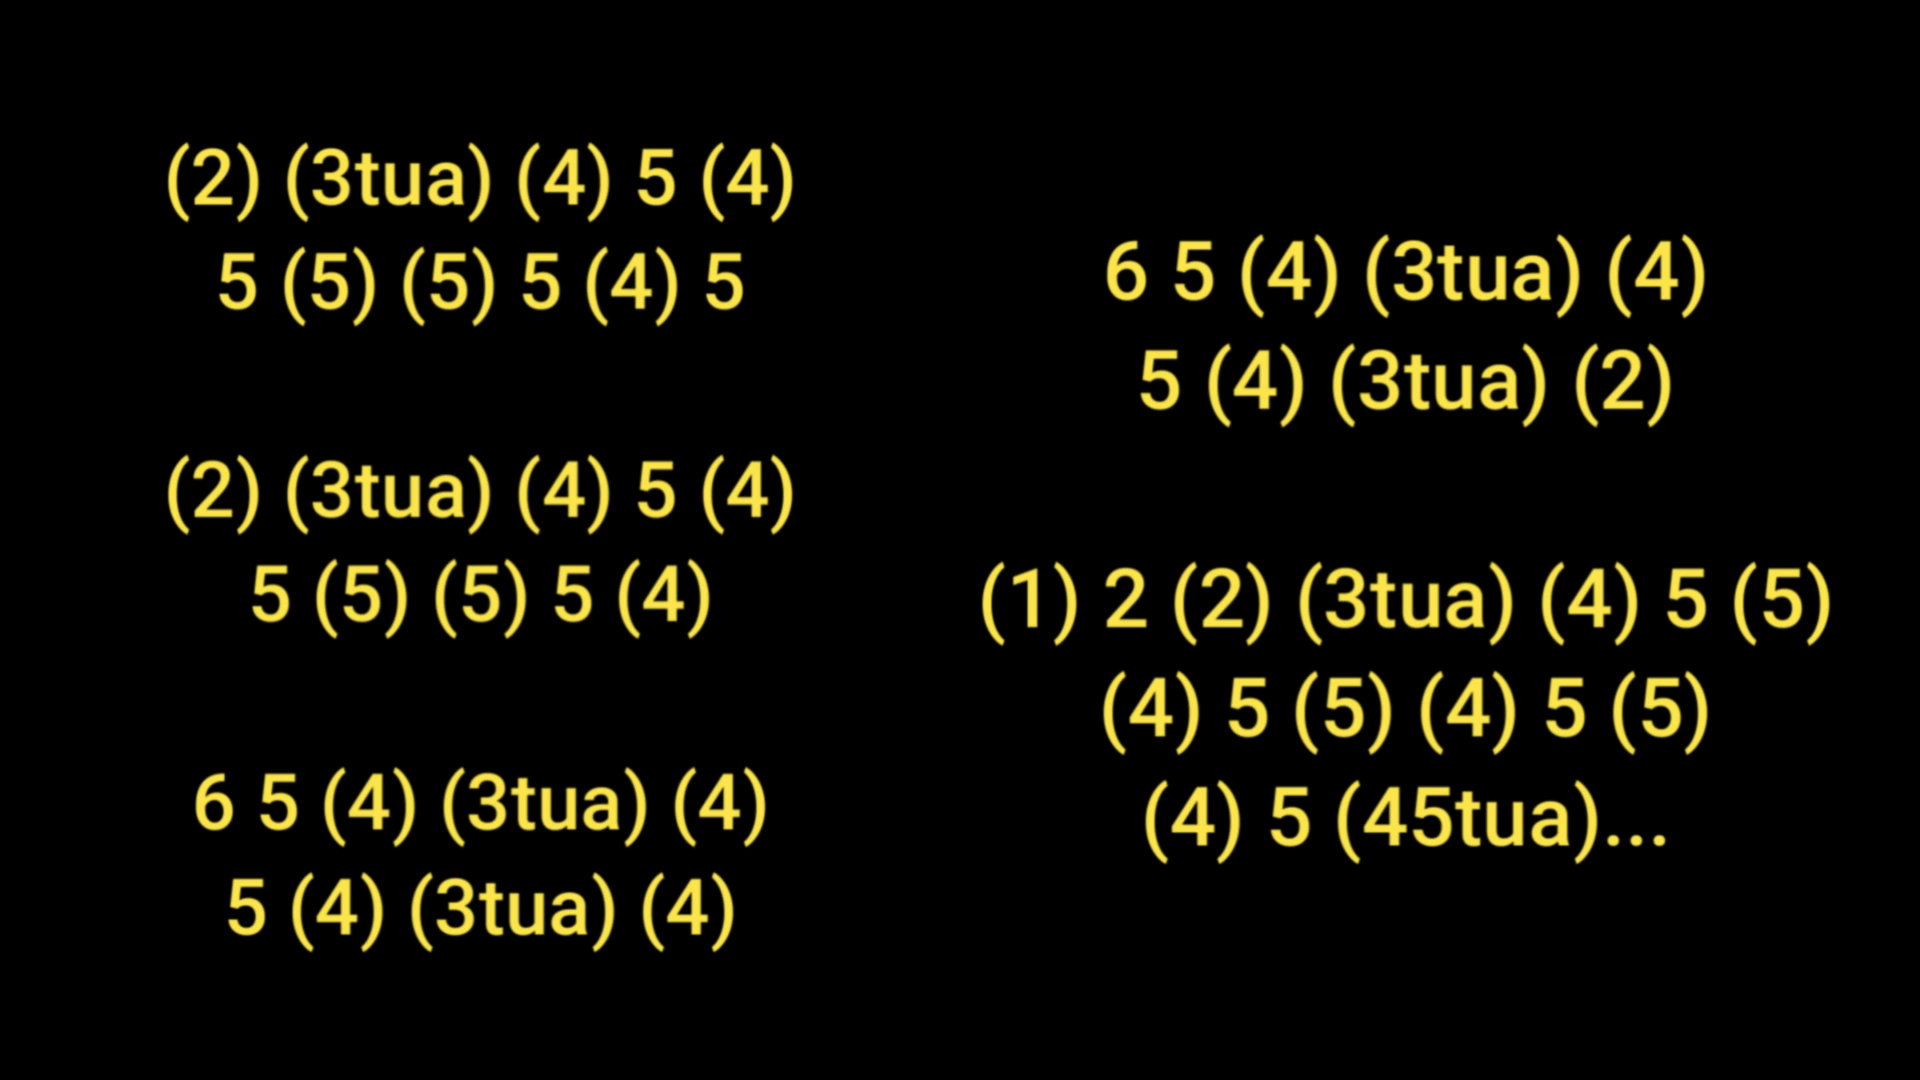 (2) (3tua) (4) 5 (4)
5 (5) (5) 5 (4) 5
(2) (3tua) (4) 5 (4)
5 (5) (5) 5 (4)
6 5 (4) (3tua) (4)
5 (4) (3tua) (4)
6 5 (4) (3tua) (4)
5 (4) (3tua) (2)
(1) 2 (2) (3tua) (4) 5 (5)
(4) 5 (5) (4) 5 (5)
(4) 5 (45tua)...